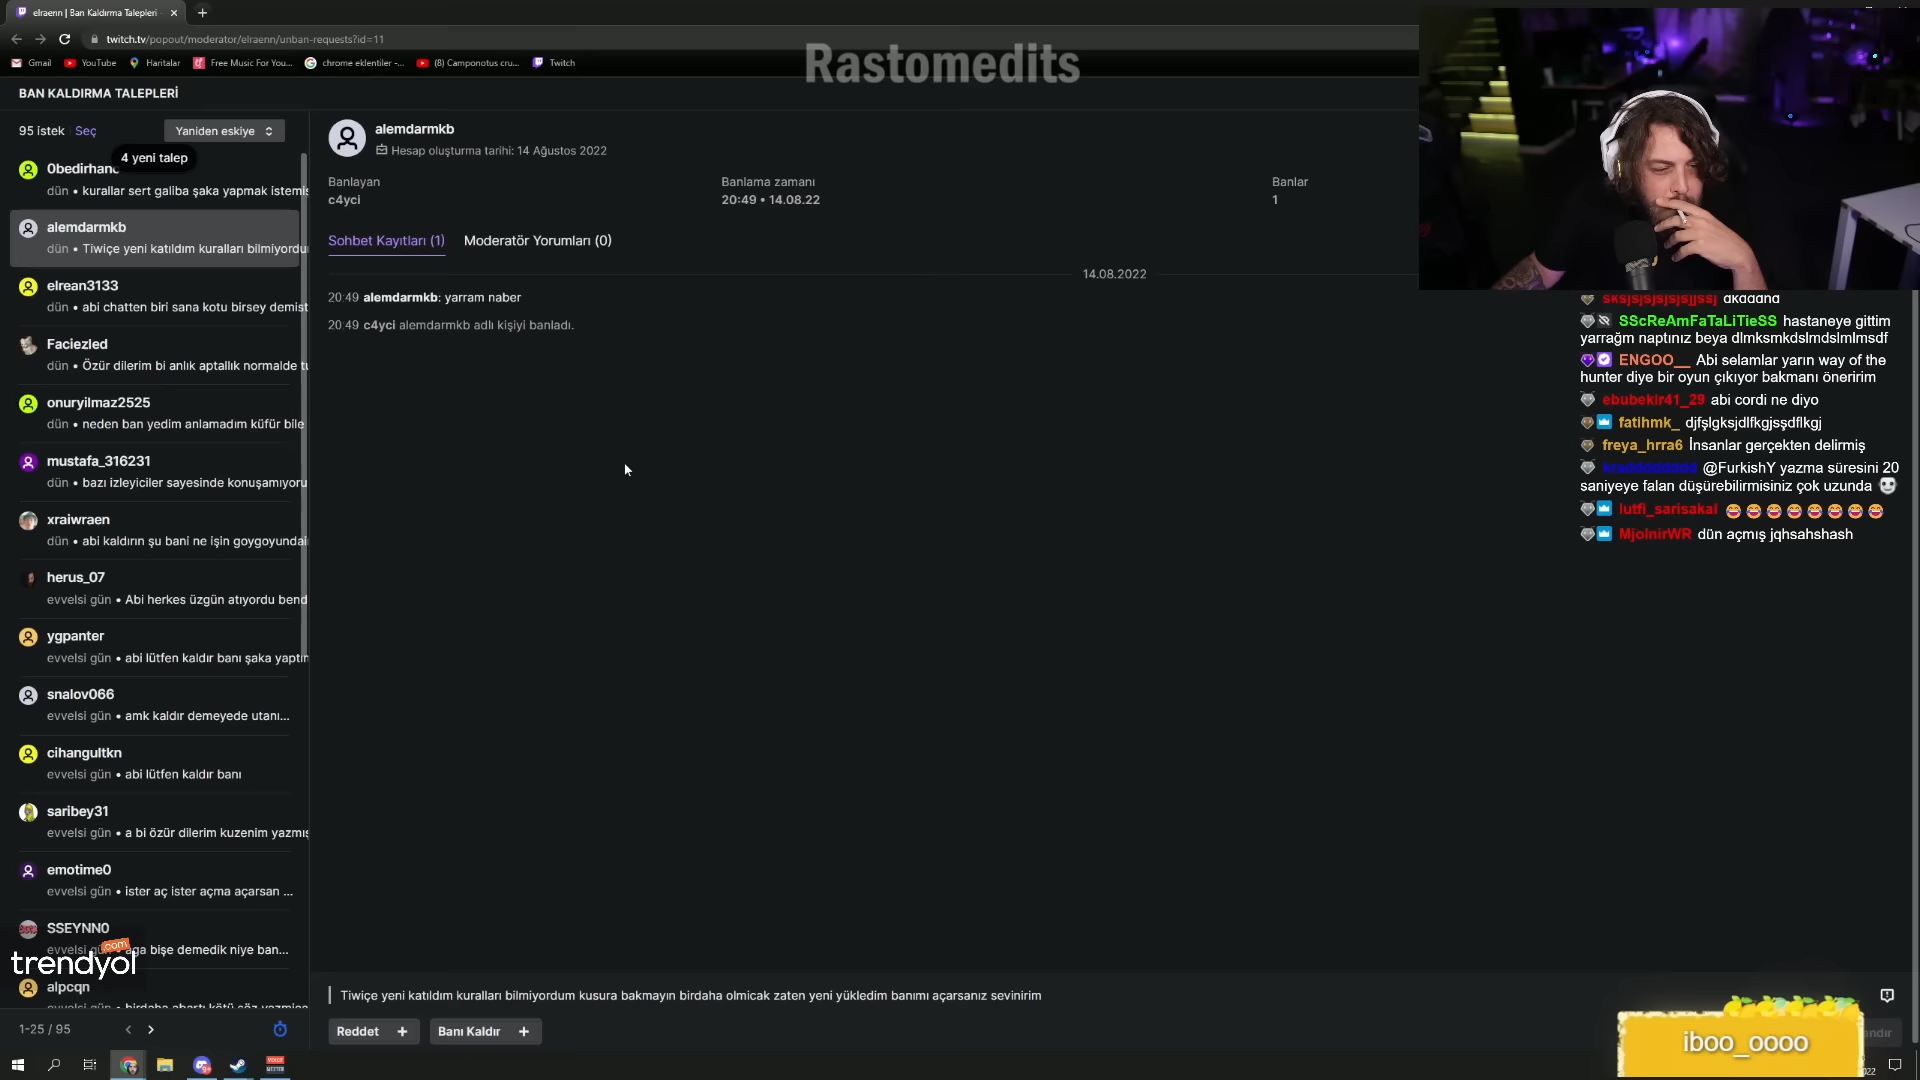 elraenn | Ban Kaldırma Talepleri
twitch.tv/popout/moderator/elraenn/unban-requests?id=11
Gmail
YouTube
Haritalar
Free Music For You...
chrome eklentiler -...
(8) Camponotus cru...
Twitch
Rastomedits
BAN KALDIRMA TALEPLERİ
95 istek Seç
Yaniden eskiye
4 yeni talep
dün • kurallar sert galiba şaka yapmak istemiş
alemdarmkb
dün • Tiwiçe yeni katıldım kuralları bilmiyordu
elrean3133
dün • abi chatten biri sana kotu birsey demist
Faciezled
dün • Özür dilerim bi anlık aptallık normalde
onuryilmaz2525
dün • neden ban yedim anlamadım küfür bile
mustafa_316231
dün • bazı izleyiciler sayesinde konuşamıyoru
xraiwraen
dün • abi kaldırın şu bani ne işin goygoyundai
herus_07
evvelsi gün • Abi herkes üzgün atıyordu bend
ygpanter
evvelsi gün • abi lütfen kaldır banı şaka yaptır
snalov066
evvelsi gün • amk kaldır demeyede utanı...
cihangultkn
evvelsi gün • abi lütfen kaldır banı
saribey31
evvelsi gün • a bi özür dilerim kuzenim yazmış
emotime0
evvelsi gün • ister aç ister açma açarsan ...
SSEYNN0
evvelsi bişe demedik niye ban...
trendyol
.com
alpcqn
1-25 / 95
alemdarmkb
Hesap oluşturma tarihi: 14 Ağustos 2022
Banlayan
c4yci
Banlama zamanı
20:49 • 14.08.22
Banlar
1
Sohbet Kayıtları (1)
Moderatör Yorumları (0)
14.08.2022
20:49 alemdarmkb: yarram naber
20:49 c4yci alemdarmkb adlı kişiyi banladı.
Tiwiçe yeni katıldım kuralları bilmiyordum kusura bakmayın birdaha olmicak zaten yeni yükledim banımı açarsanız sevinirim
Reddet +
Banı Kaldır +
dkdddhd
SScReAmFaTaLiTieSS hastaneye gittim
yarrağm naptınız beya dlmksmkdslmdslmlmsdf
ENGOO__ Abi selamlar yarın way of the
hunter diye bir oyun çıkıyor bakmanı öneririm
ebubekir41_29 abi cordi ne diyo
fatihmk_ djfşlgksjdlfkgjsşdflkgj
freya_hrra6 İnsanlar gerçekten delirmiş
@FurkishY yazma süresini 20
saniyeye falan düşürebilirmisiniz çok uzunda
lutfi_sarisakal
MjolnirWR dün açmış jqhsahshash
iboo_oooo